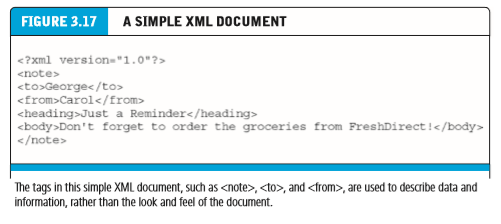 FIGURE 3.17 A SIMPLE XML DOCUMENT
<?xml version="1.0"?>
<note>
<to>George</to>
<from>Carol</from>
<heading>Just a Reminder</heading>
<body>Don't forget to order the groceries from FreshDirect!</body>
</note>
The tags in this simple XML document, such as <note>, <to>, and <from>, are used to describe data and
information, rather than the look and feel of the document.